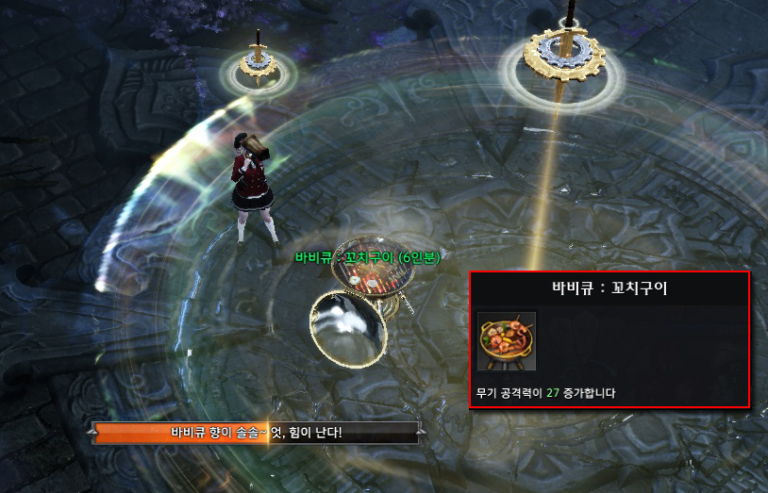 바비큐 : 꼬치구이 (6인분)
바비큐 : 꼬치구이
무기 공격력이 27 증가합니다
바비큐 향이 솔솔~ 엇, 힘이 난다!